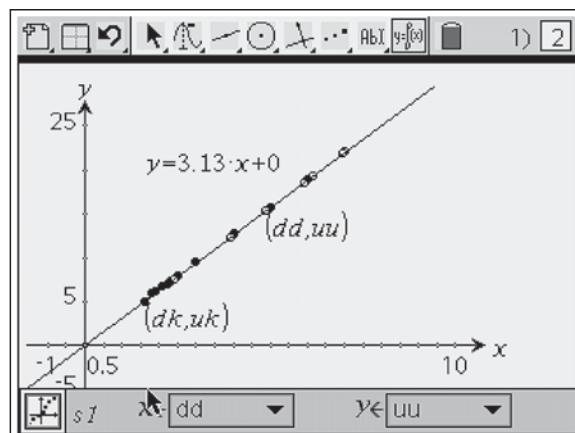 AbI y=f(x) 1) 2
y
25
y=3.13·x+0
(dd,uu)
5
(dk,uk)
-1 0.5 10 x
-5
s1 x← dd y← uu